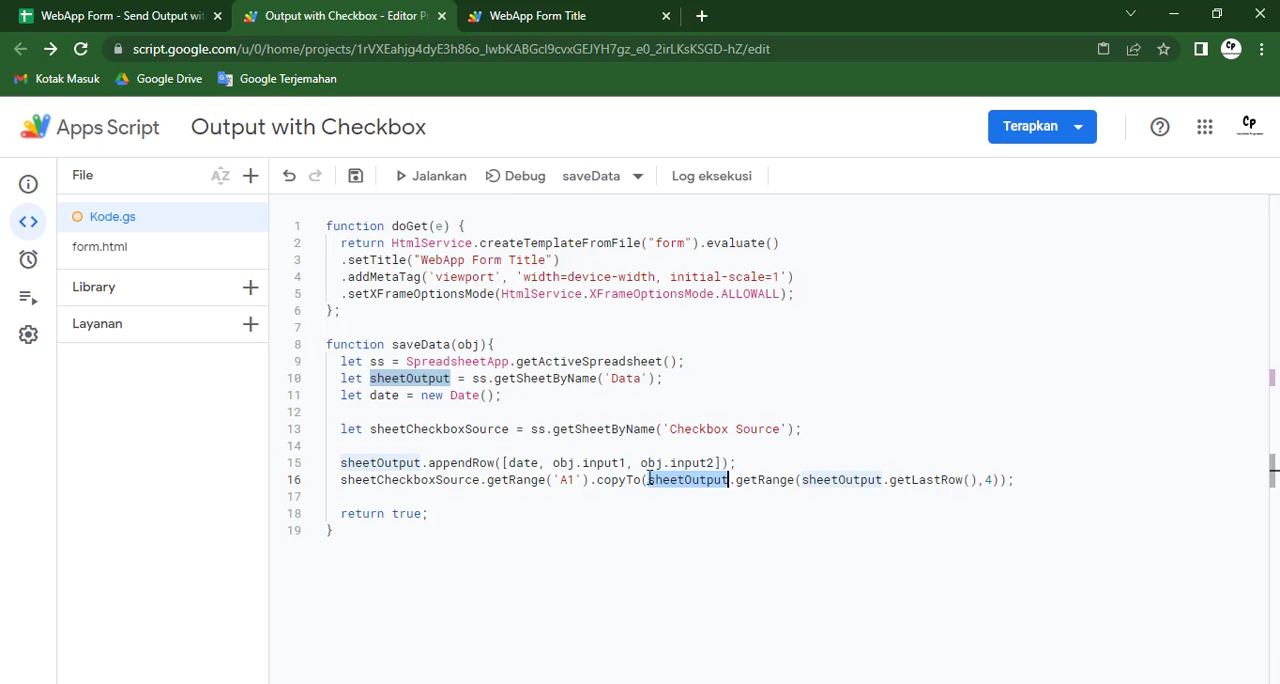 WebApp Form - Send Output wit
Output with Checkbox - Editor Pr
WebApp Form Title
script.google.com/u/0/home/projects/1rVXEahjg4dyE3h86o_lwbKABGcl9cvxGEJYH7gz_e0_2irLKsKSGD-hZ/edit
Cp
Kotak Masuk
Google Drive
Google Terjemahan
Apps Script
Output with Checkbox
Terapkan
Cp
File
AZ
Jalankan
Debug
saveData
Log eksekusi
Kode.gs
form.html
Library
Layanan
1 function doGet(e) {
2 return HtmlService.createTemplateFromFile("form").evaluate()
3 .setTitle("WebApp Form Title")
4 .addMetaTag('viewport', 'width=device-width, initial-scale=1')
5 .setXFrameOptionsMode(HtmlService.XFrameOptionsMode.ALLOWALL);
6 };
7
8 function saveData(obj){
9 let ss = SpreadsheetApp.getActiveSpreadsheet();
10 let sheetOutput = ss.getSheetByName('Data');
11 let date = new Date();
12
13 let sheetCheckboxSource = ss.getSheetByName('Checkbox Source');
14
15 sheetOutput.appendRow([date, obj.input1, obj.input2]);
16 sheetCheckboxSource.getRange('A1').copyTo(sheetOutput.getRange(sheetOutput.getLastRow(),4));
17
18 return true;
19 }